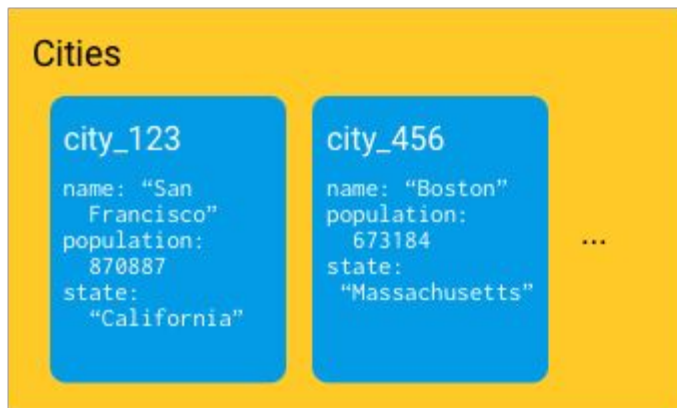 Cities
city_123
name: “San
Francisco”
population:
870887
state:
“California”
city_456
name: “Boston”
population:
673184
state:
“Massachusetts”
...